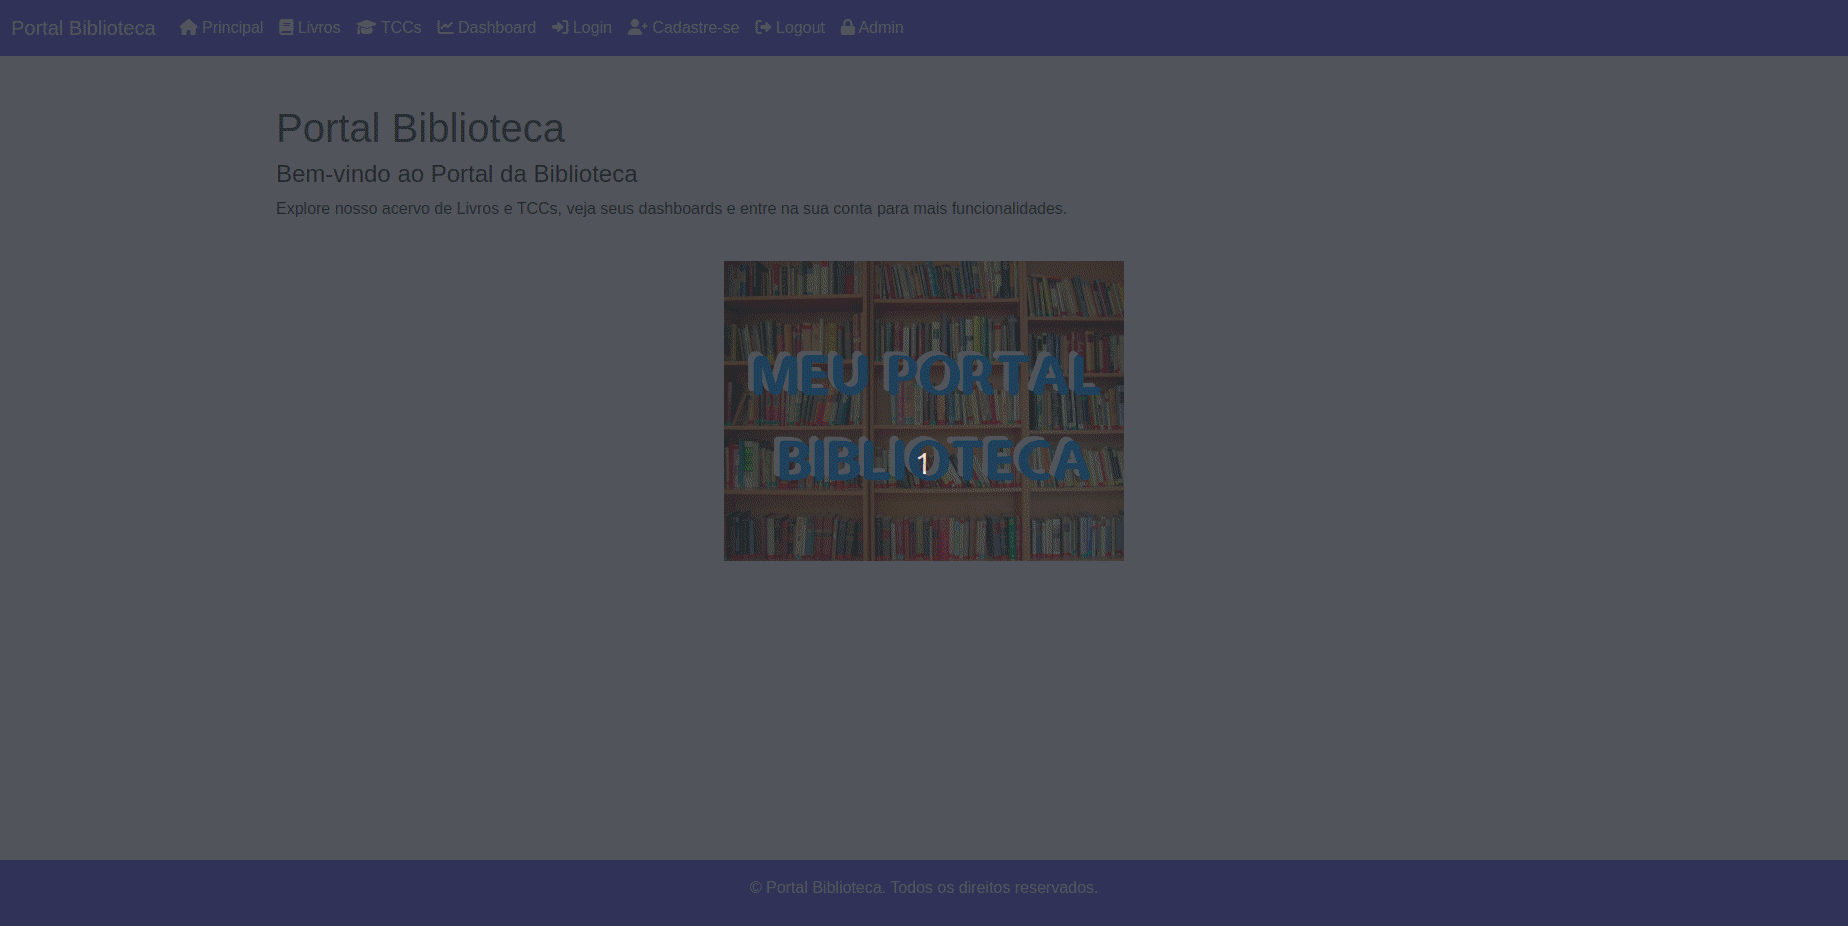 Portal Biblioteca Principal Livros TCCs Dashboard Login Cadastre-se Logout Admin
Portal Biblioteca
Bem-vindo ao Portal da Biblioteca
Explore nosso acervo de Livros e TCCs, veja seus dashboards e entre na sua conta para mais funcionalidades.
MEU PORTAL
BIBLIOTECA
1
© Portal Biblioteca. Todos os direitos reservados.